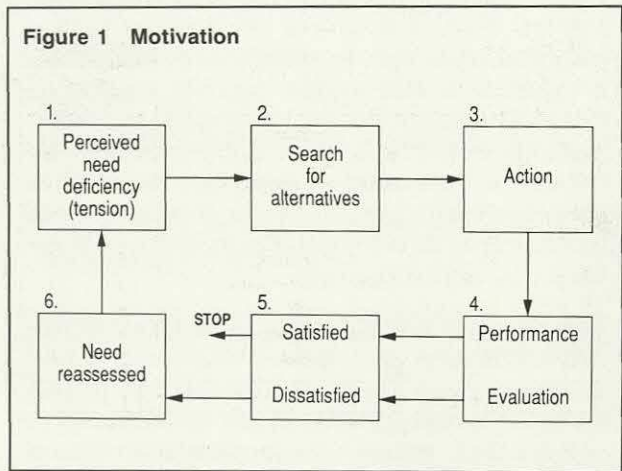 Figure 1 Motivation
1.
Perceived
need
deficiency
(tension)
2.
Search
for
alternatives
3.
Action
6.
Need
reassessed
STOP
5.
Satisfied
Dissatisfied
4.
Performance
Evaluation